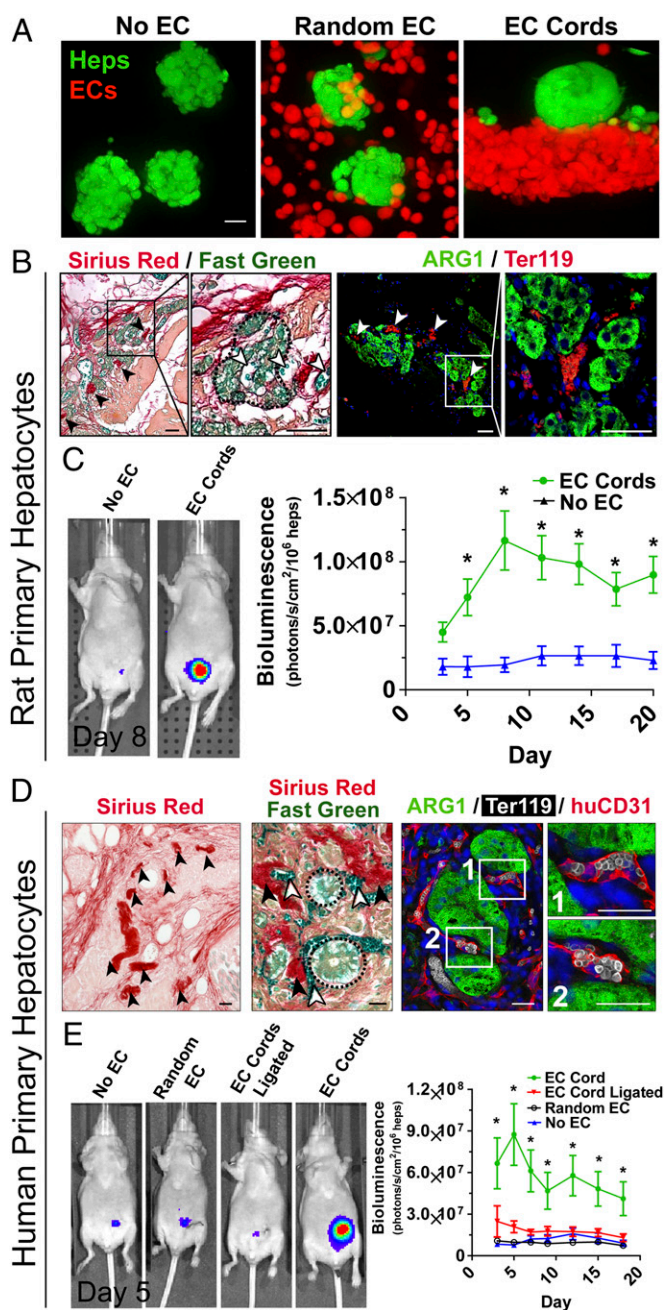 A
No EC
Random EC
EC Cords
Heps
ECs
Rat Primary Hepatocytes
B
Sirius Red / Fast Green
ARG1 / Ter119
C
No EC
EC Cords
Day 8
Bioluminescence
(photons/s/cm²/10⁶ heps)
EC Cords
No EC
1.5×10⁸
1.0×10⁸
5.0×10⁷
0
* * * * * *
0 5 10 15 20
Day
Human Primary Hepatocytes
D
Sirius Red
Sirius Red
Fast Green
ARG1 / Ter119 / huCD31
1
2
1
2
E
No EC
Random
EC
EC Cords
Ligated
EC Cords
Day 5
Bioluminescence
(photons/s/cm²/10⁶ heps)
EC Cord
EC Cord Ligated
Random EC
No EC
1.2×10⁸
9.0×10⁷
6.0×10⁷
3.0×10⁷
0
* * * * * * *
0 5 10 15 20
Day